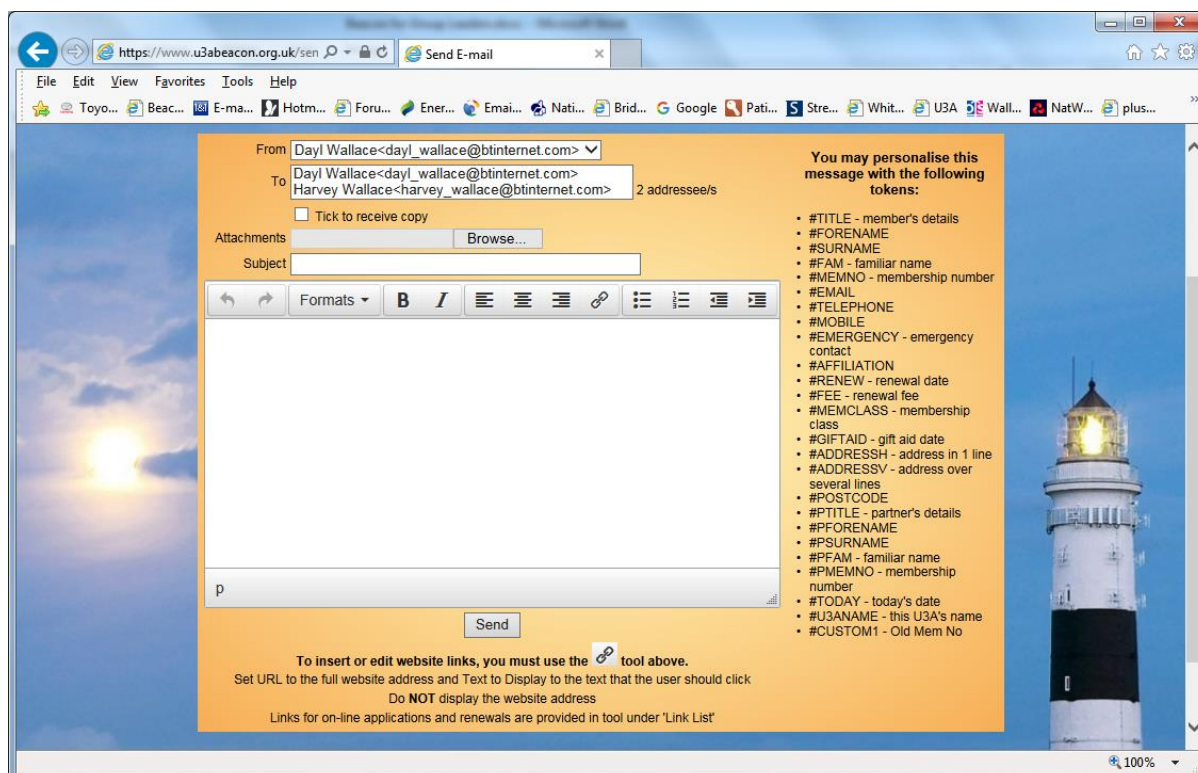 https://www.u3abeacon.org.uk/sen
Send E-mail
File Edit View Favorites Tools Help
Toyo... Beac... E-ma... Hotm... Foru... Ener... Emai... Nati... Brid... Google Pati... Stre... Whit... U3A Wall... NatW... plus...
From Dayl Wallace<dayl_wallace@btinternet.com>
To Dayl Wallace<dayl_wallace@btinternet.com>
Harvey Wallace<harvey_wallace@btinternet.com> 2 addressee/s
Tick to receive copy
Attachments Browse...
Subject
Formats B I
p
Send
To insert or edit website links, you must use the tool above.
Set URL to the full website address and Text to Display to the text that the user should click
Do NOT display the website address
Links for on-line applications and renewals are provided in tool under 'Link List'
You may personalise this
message with the following
tokens:
• #TITLE - member's details
• #FORENAME
• #SURNAME
• #FAM - familiar name
• #MEMNO - membership number
• #EMAIL
• #TELEPHONE
• #MOBILE
• #EMERGENCY - emergency
contact
• #AFFILIATION
• #RENEW - renewal date
• #FEE - renewal fee
• #MEMCLASS - membership
class
• #GIFTAID - gift aid date
• #ADDRESSH - address in 1 line
• #ADDRESSV - address over
several lines
• #POSTCODE
• #PTITLE - partner's details
• #PFORENAME
• #PSURNAME
• #PFAM - familiar name
• #PMEMNO - membership
number
• #TODAY - today's date
• #U3ANAME - this U3A's name
• #CUSTOM1 - Old Mem No
100%